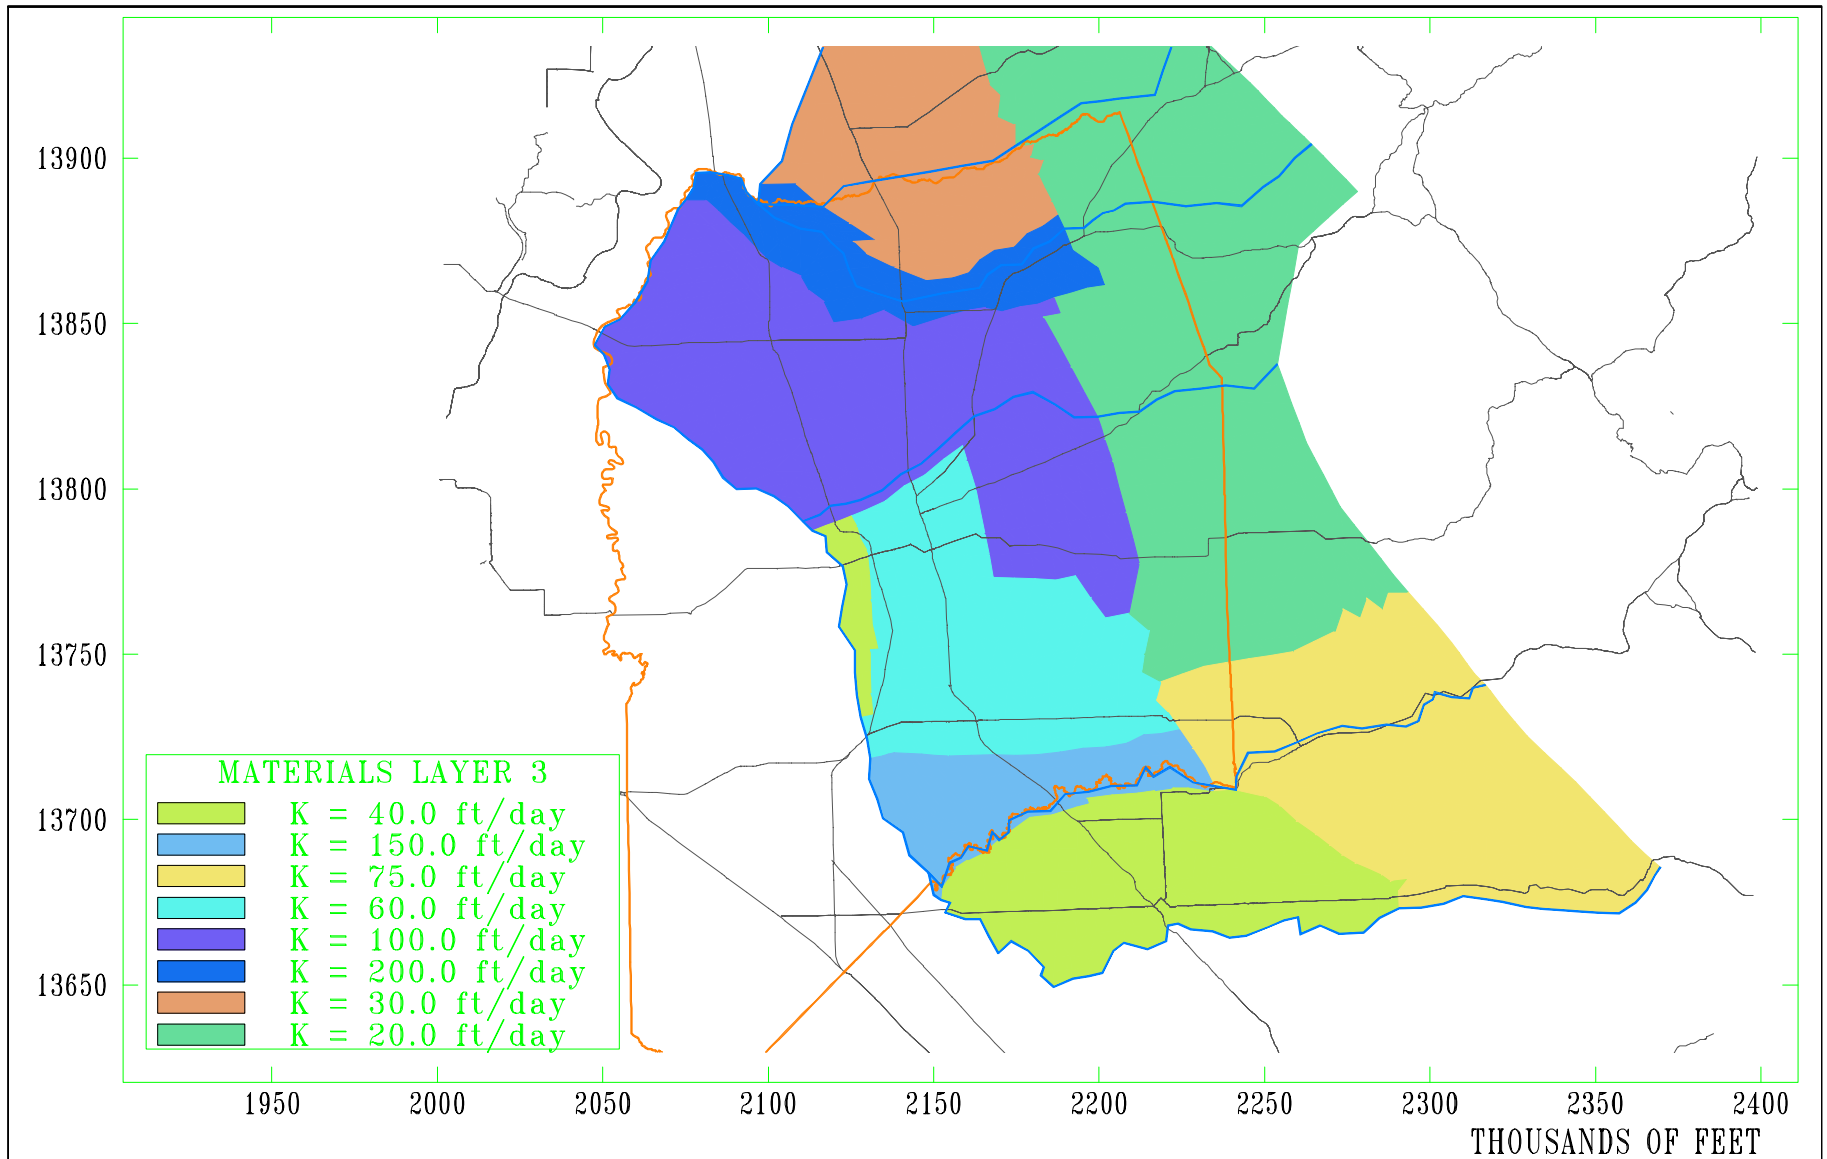 13900
13850
13800
13750
13700
13650
MATERIALS LAYER 3
K = 40.0 ft/day
K = 150.0 ft/day
K = 75.0 ft/day
K = 60.0 ft/day
K = 100.0 ft/day
K = 200.0 ft/day
K = 30.0 ft/day
K = 20.0 ft/day
1950 2000 2050 2100 2150 2200 2250 2300 2350 2400
THOUSANDS OF FEET